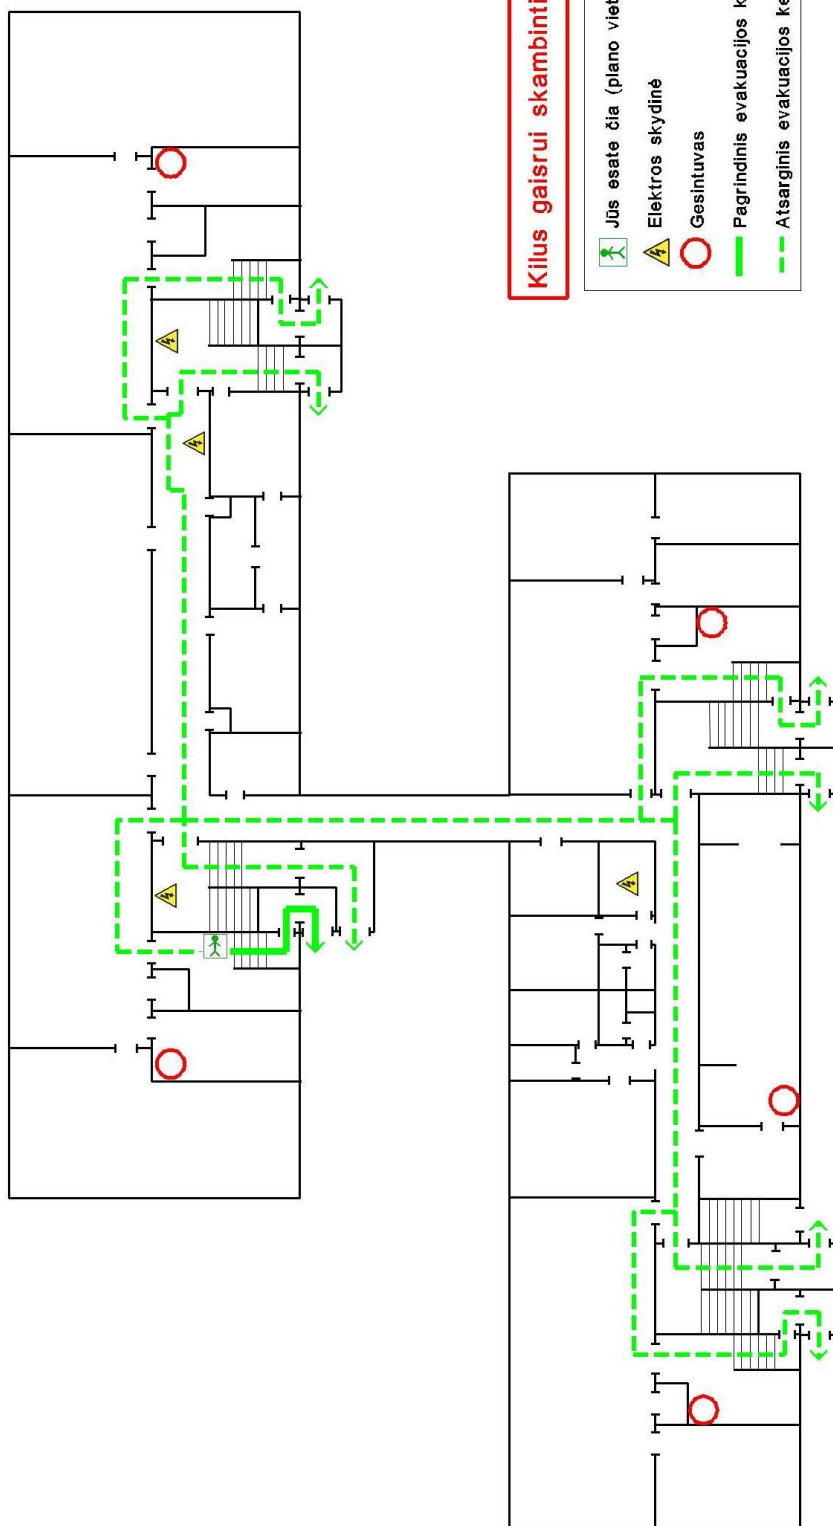 Kilus gaisrui skambinti
Jūs esate čia (plano viet
Elektros skydinė
Gesintuvas
Pagrindinis evakuacijos k
Atsarginis evakuacijos ke